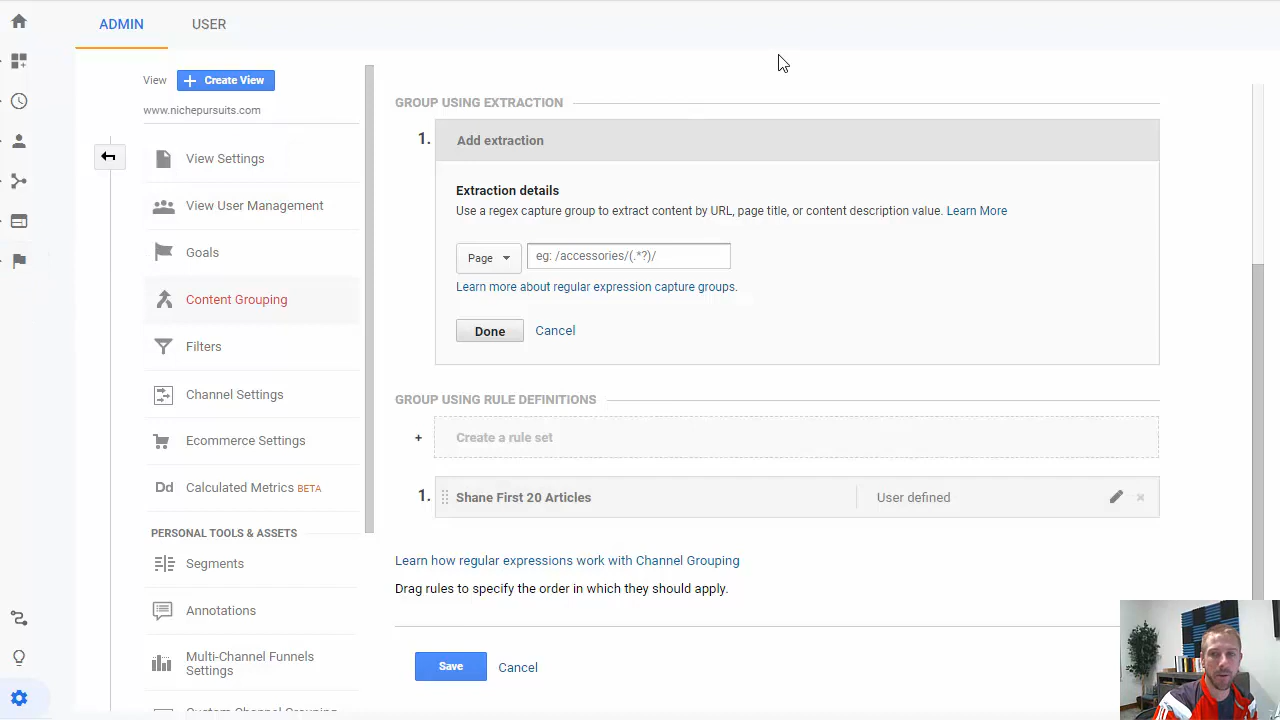 ADMIN
USER
View
Create View
www.nichepursuits.com
View Settings
View User Management
Goals
Content Grouping
Filters
Channel Settings
Ecommerce Settings
Dd Calculated Metrics BETA
PERSONAL TOOLS & ASSETS
Segments
Annotations
Multi-Channel Funnels
Settings
Custom Channel Grouping
GROUP USING EXTRACTION
1. Add extraction
Extraction details
Use a regex capture group to extract content by URL, page title, or content description value. Learn More
Page
eg: /accessories/(.*?)/
Learn more about regular expression capture groups.
Done Cancel
GROUP USING RULE DEFINITIONS
+ Create a rule set
1. Shane First 20 Articles User defined
Learn how regular expressions work with Channel Grouping
Drag rules to specify the order in which they should apply.
Save Cancel